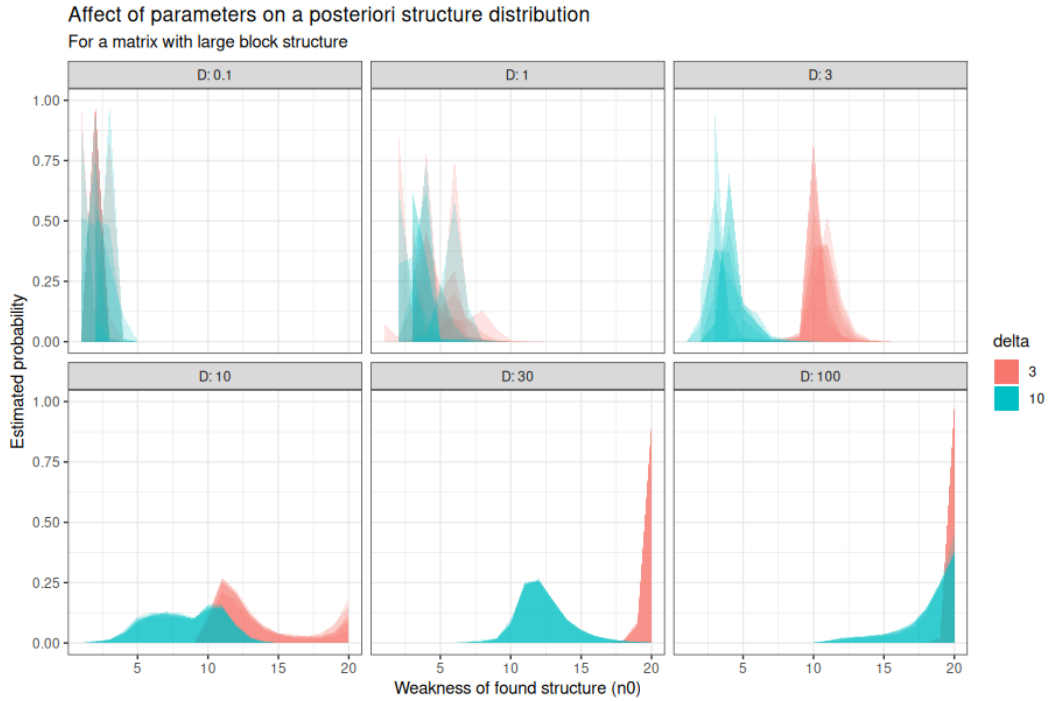 Affect of parameters on a posteriori structure distribution
For a matrix with large block structure
D: 0.1
D: 1
D: 3
1.00
0.75
0.50
0.25
0.00
D: 10
D: 30
D: 100
1.00
0.75
0.50
0.25
0.00
5
10
15
20
5
10
15
20
5
10
15
20
Estimated probability
Weakness of found structure (n0)
delta
3
10